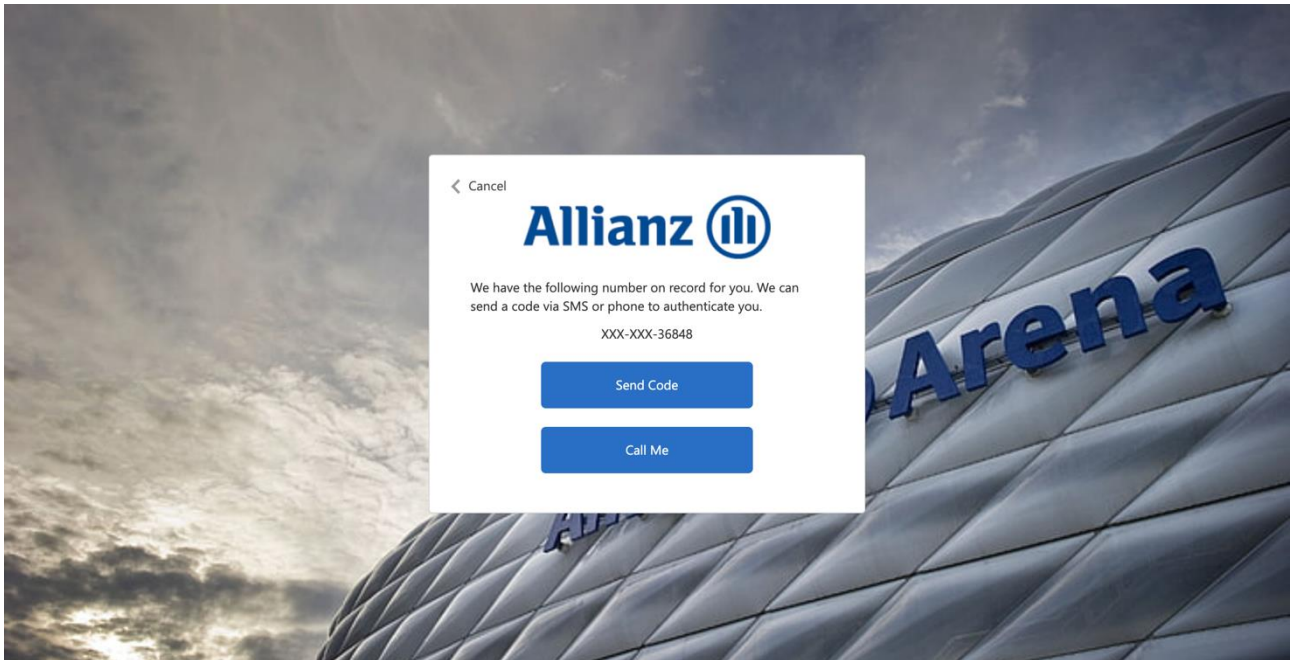 Cancel
Allianz
We have the following number on record for you. We can
send a code via SMS or phone to authenticate you.
XXX-XXX-36848
Send Code
Call Me
Arena